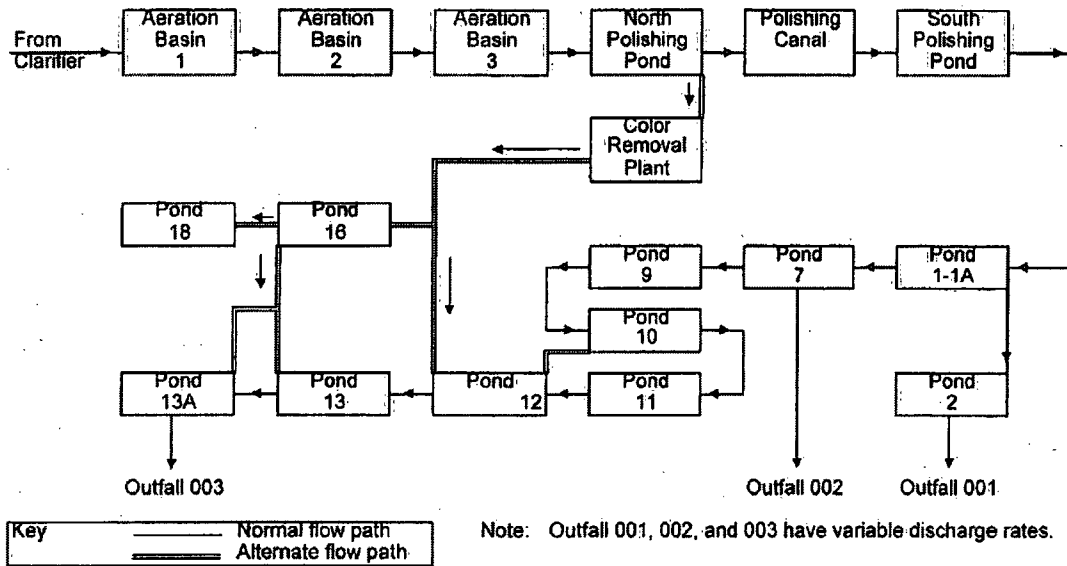 From
Clarifier
Aeration
Basin
1
Aeration
Basin
2
Aeration
Basin
3
North
Polishing
Pond
Polishing
Canal
South
Polishing
Pond
Color
Removal
Plant
Pond
18
Pond
16
Pond
9
Pond
7
Pond
1-1A
Pond
10
Pond
13A
Pond
13
Pond
12
Pond
11
Pond
2
Outfall 003
Outfall 002
Outfall 001
Key
Normal flow path
Alternate flow path
Note: Outfall 001, 002, and 003 have variable discharge rates.